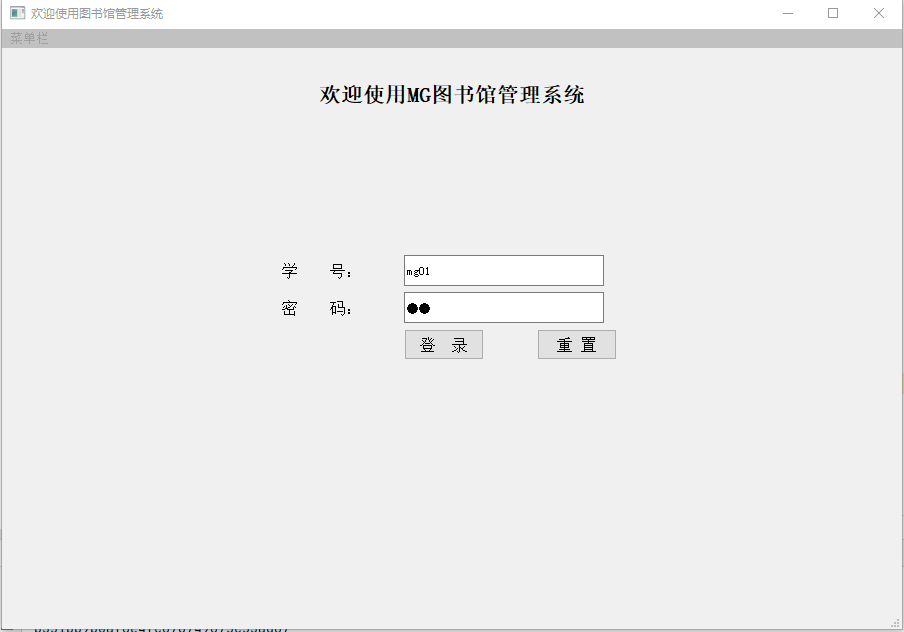 欢迎使用图书馆管理系统
菜单栏
欢迎使用MG图书馆管理系统
学 号： mg01
密 码： ●●
登 录 重 置